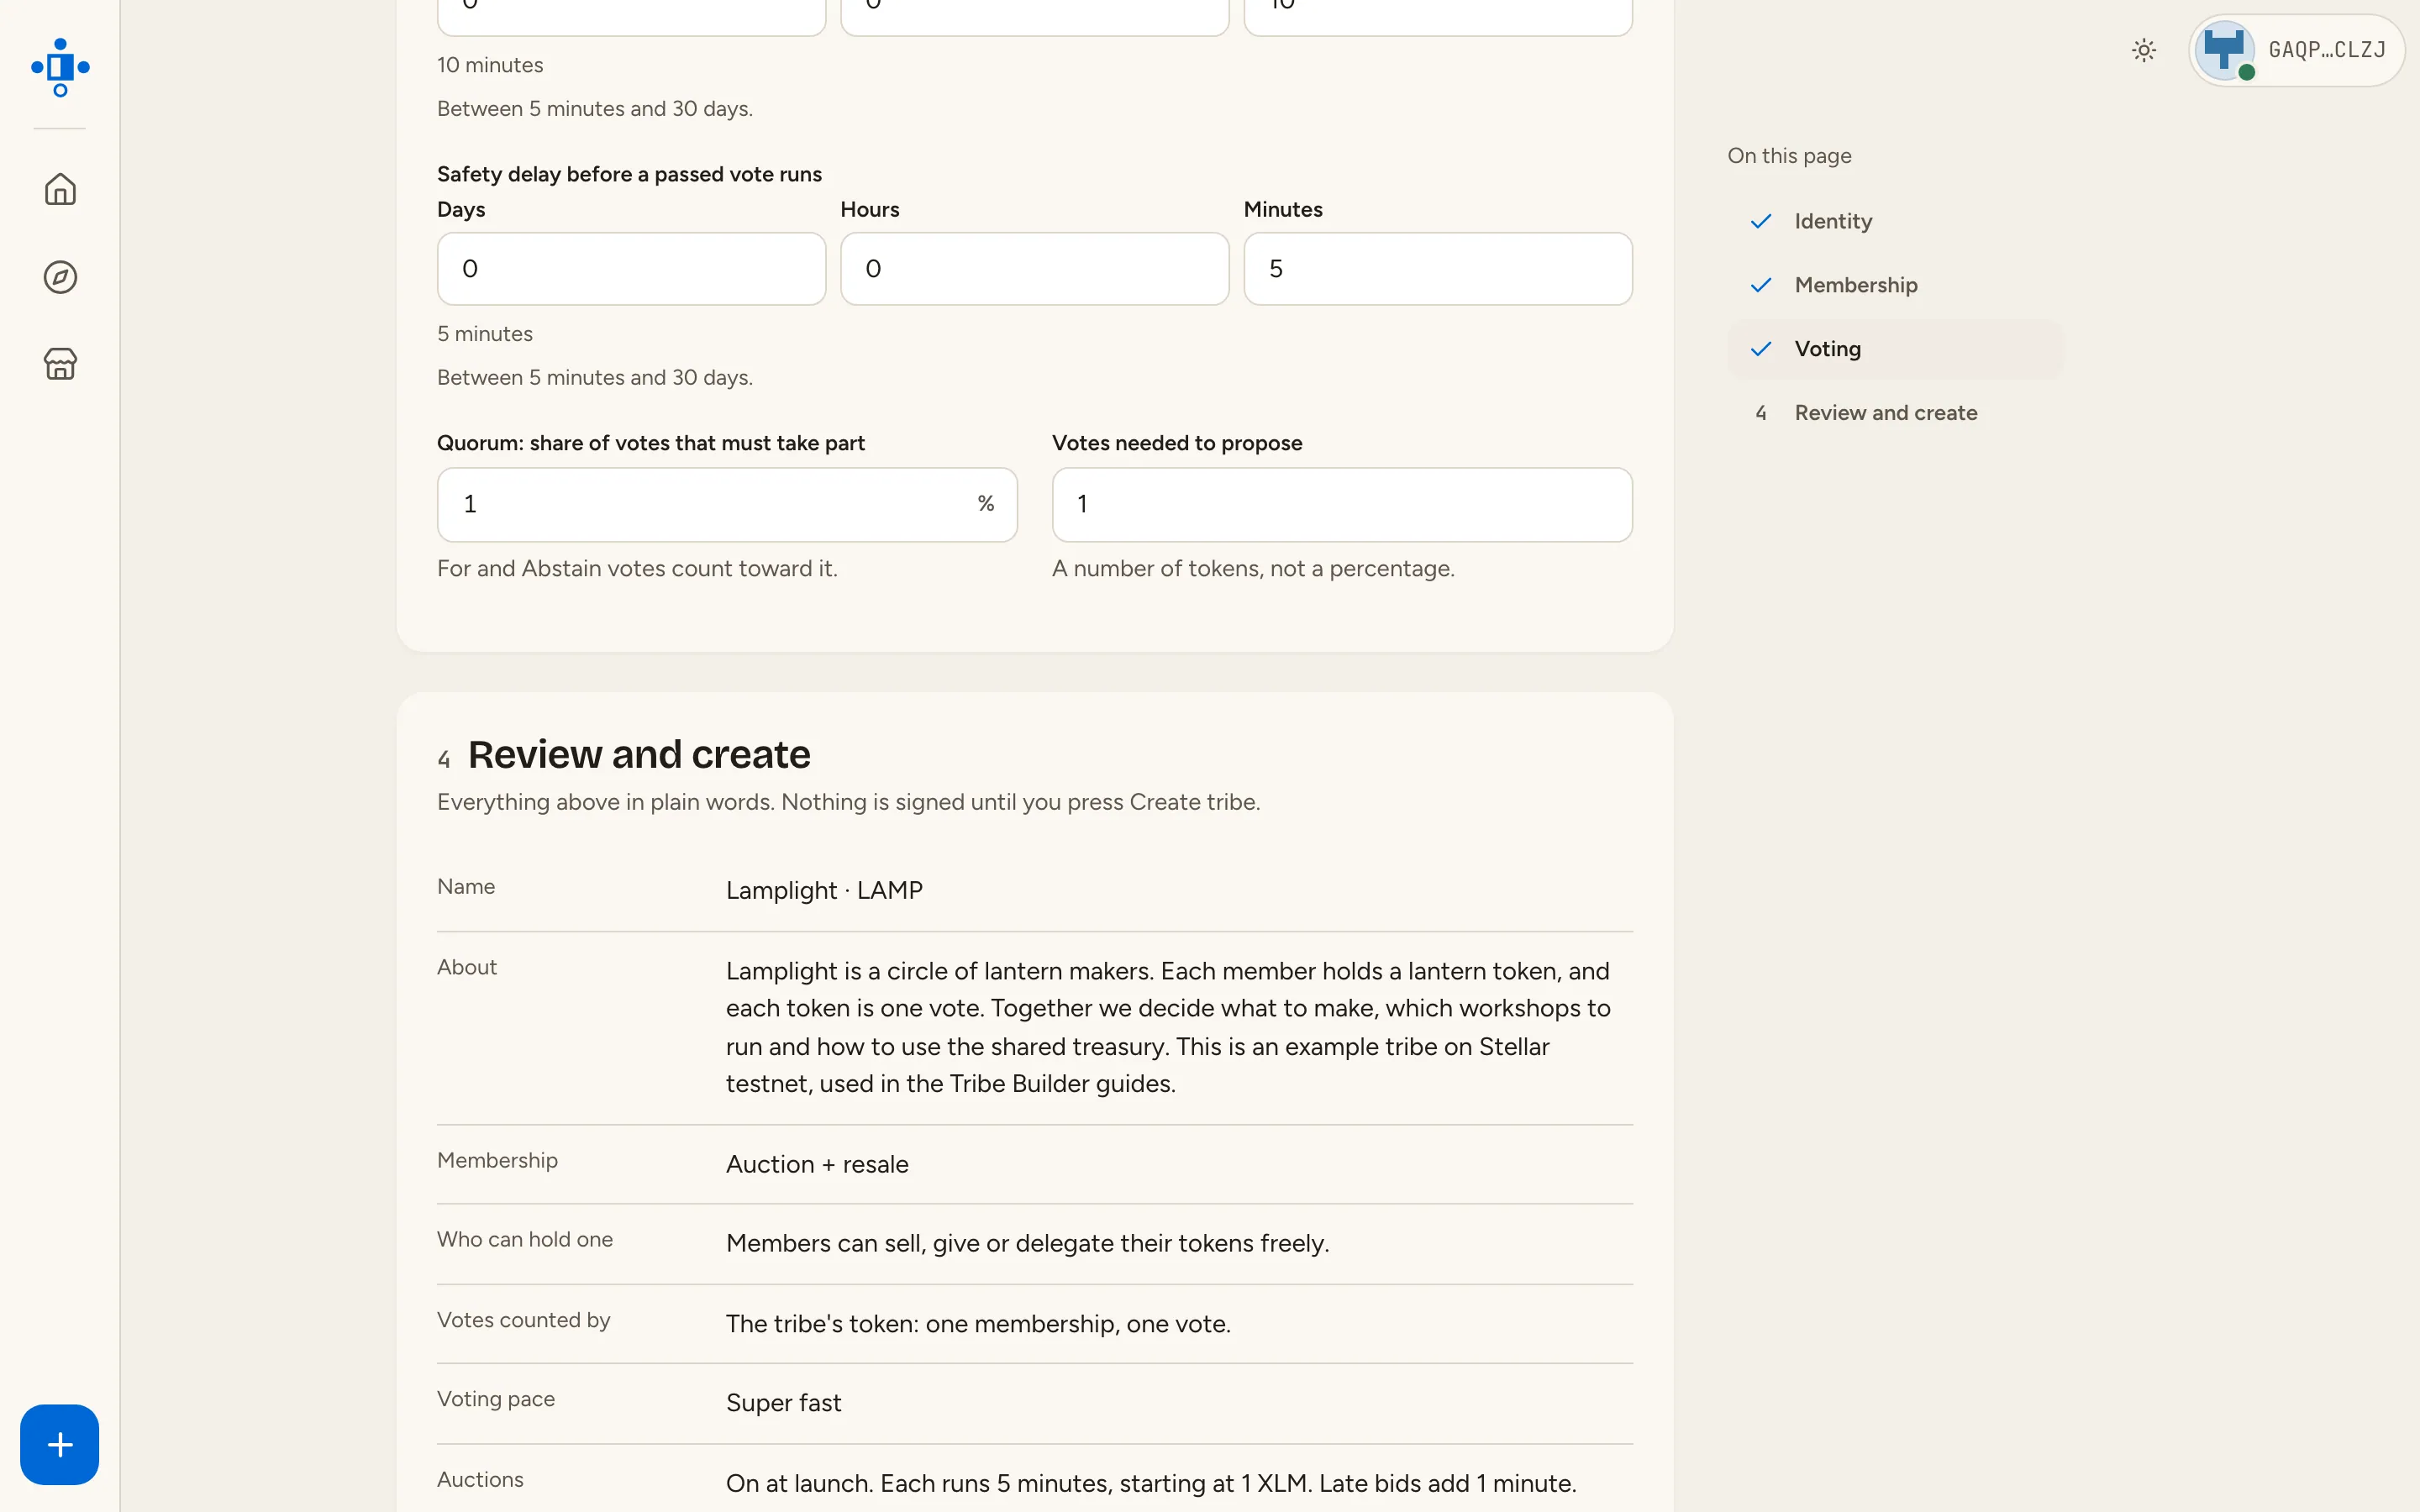 0
0
10
10 minutes
Between 5 minutes and 30 days.
Safety delay before a passed vote runs
Days
Hours
Minutes
0
0
5
5 minutes
Between 5 minutes and 30 days.
Quorum: share of votes that must take part
Votes needed to propose
1 %
1
For and Abstain votes count toward it.
A number of tokens, not a percentage.
4 Review and create
Everything above in plain words. Nothing is signed until you press Create tribe.
Name
Lamplight · LAMP
About
Lamplight is a circle of lantern makers. Each member holds a lantern token, and
each token is one vote. Together we decide what to make, which workshops to
run and how to use the shared treasury. This is an example tribe on Stellar
testnet, used in the Tribe Builder guides.
Membership
Auction + resale
Who can hold one
Members can sell, give or delegate their tokens freely.
Votes counted by
The tribe's token: one membership, one vote.
Voting pace
Super fast
Auctions
On at launch. Each runs 5 minutes, starting at 1 XLM. Late bids add 1 minute.
GAQP…CLZJ
On this page
Identity
Membership
Voting
4 Review and create